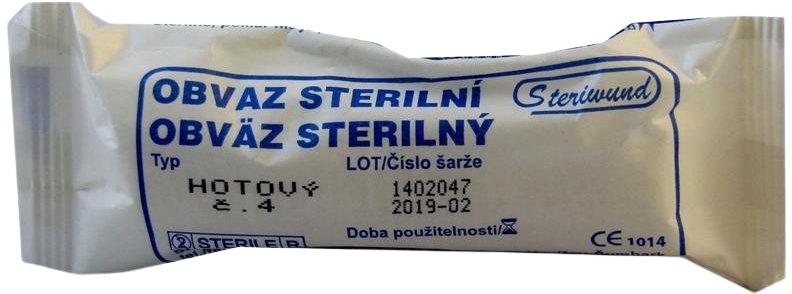 OBVAZ STERILNÍ
Steriwund
OBVÄZ STERILNÝ
Typ
LOT/Číslo šarže
HOTOVÝ
č.4
1402047
2019-02
Doba použitelnosti/
2 STERILE R
CE 1014